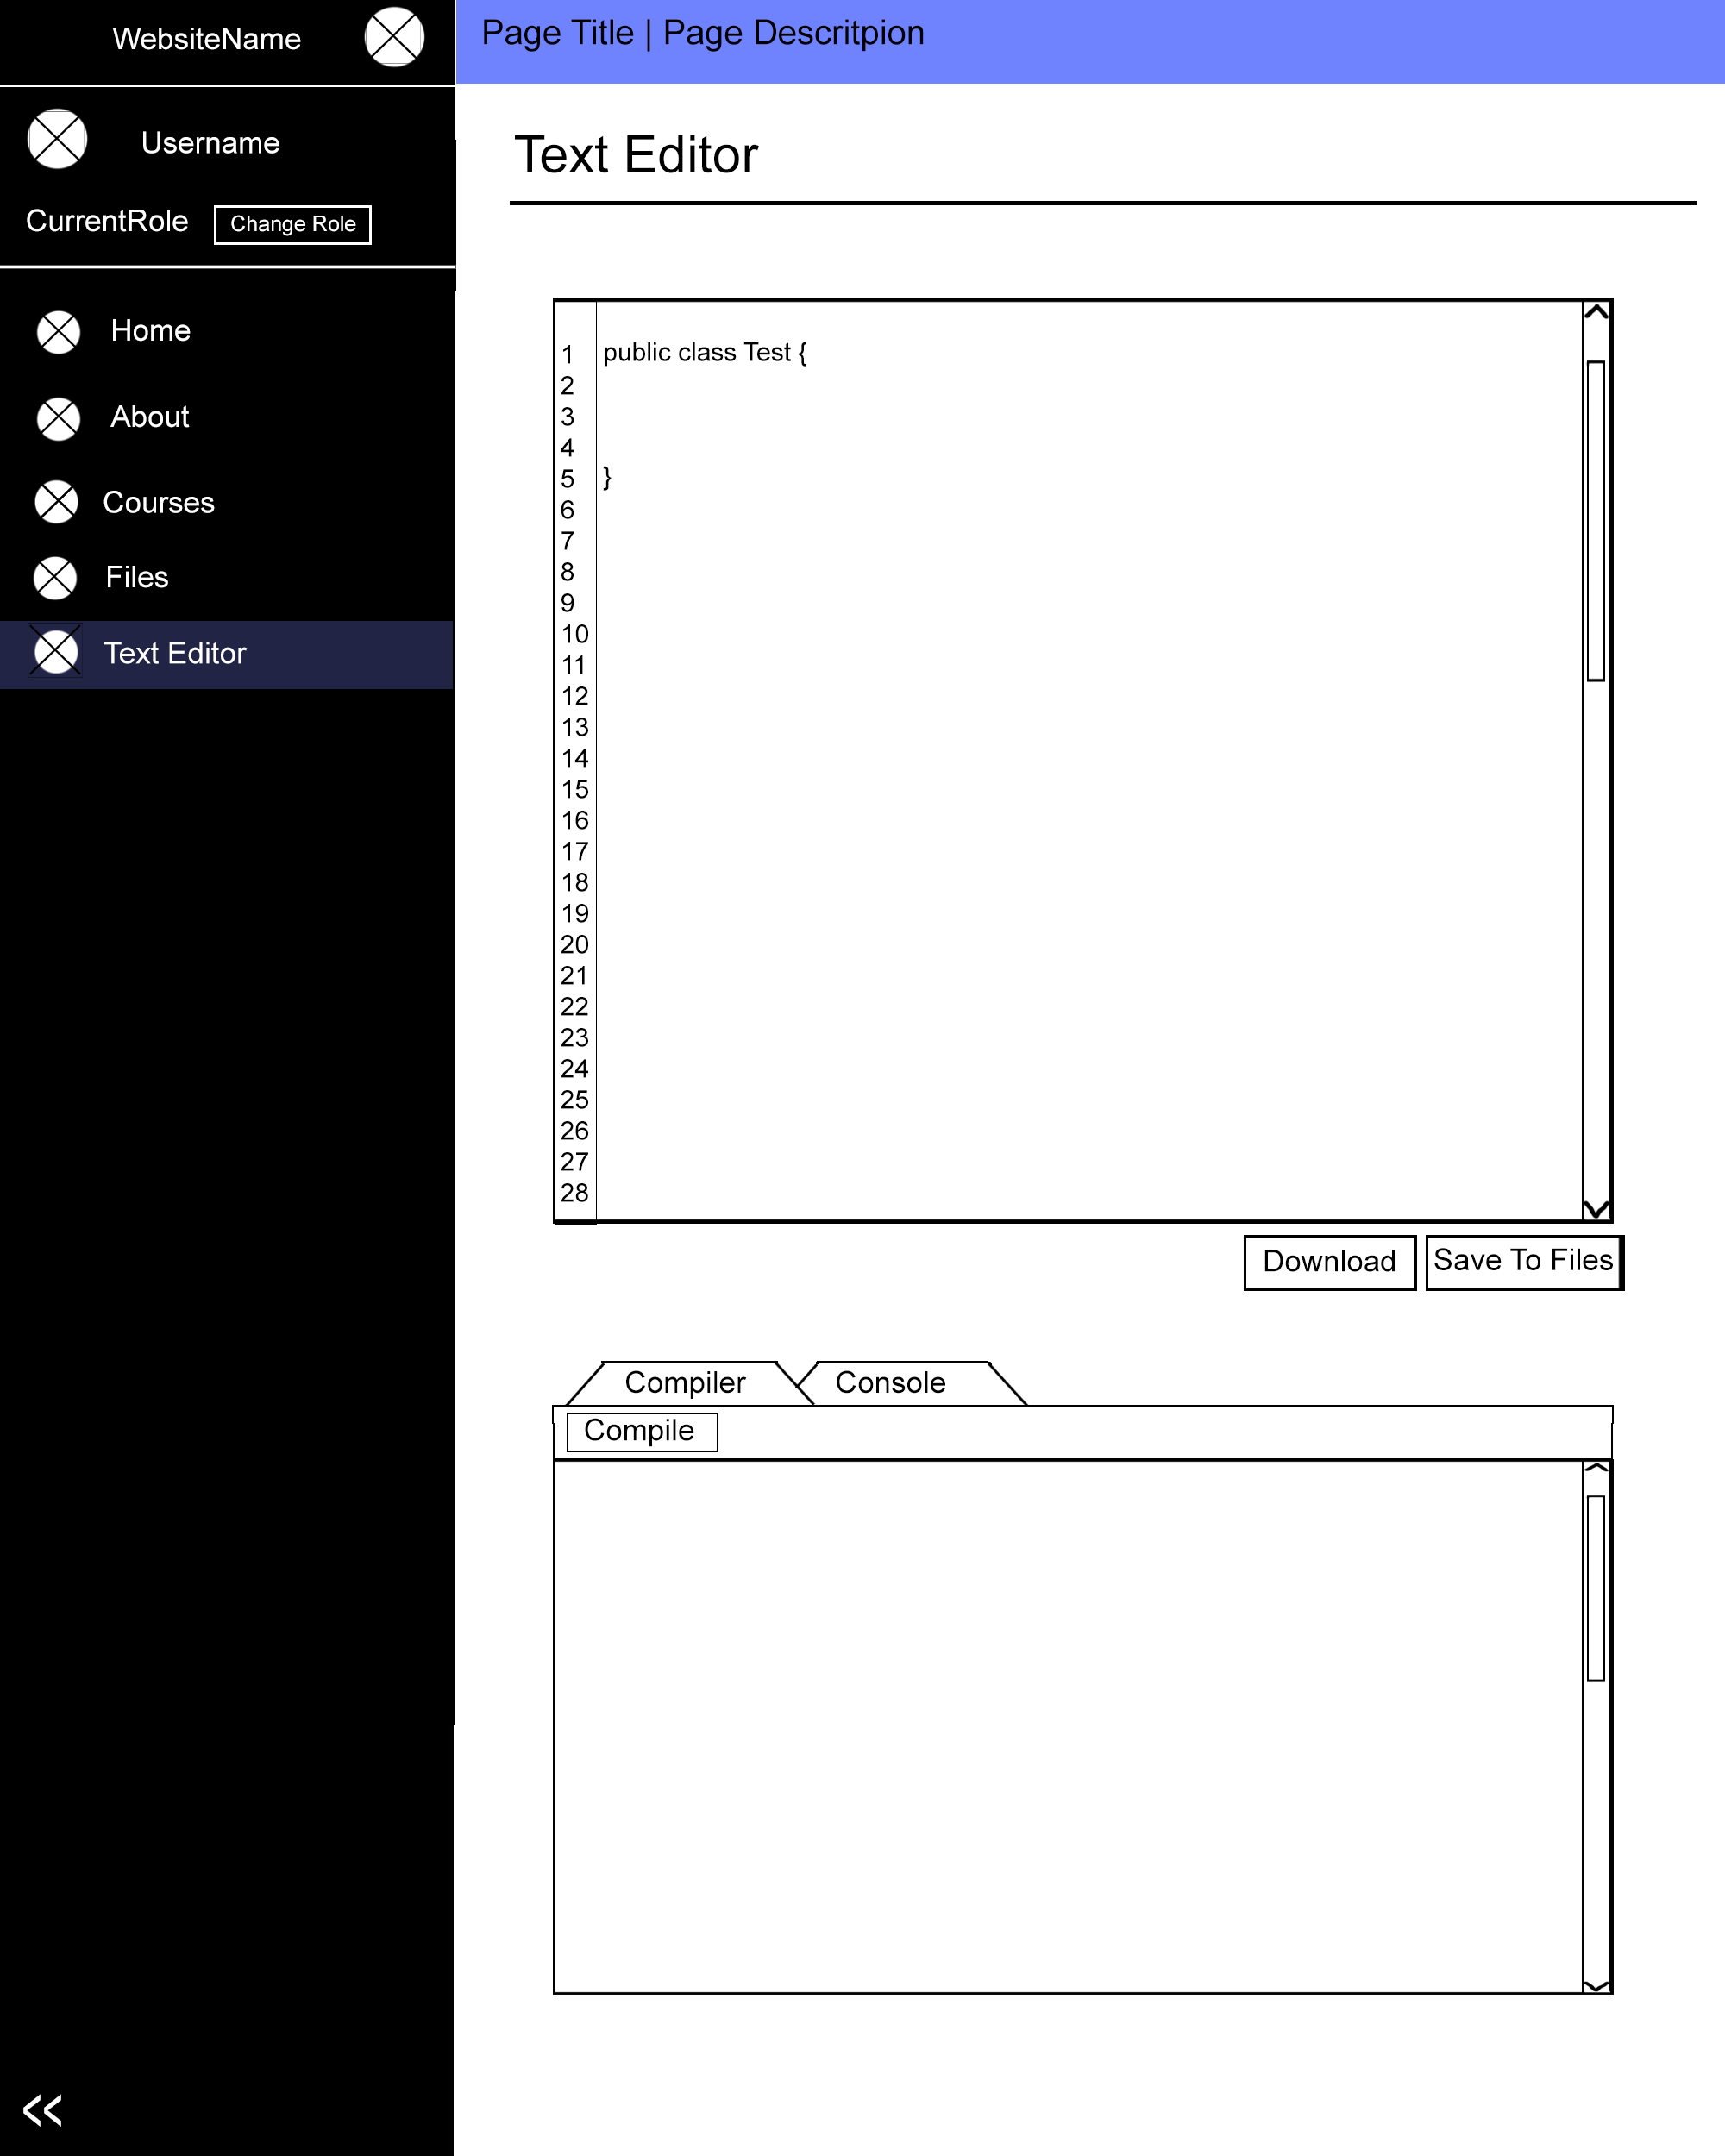 WebsiteName
Page Title | Page Descritpion
Username
CurrentRole
Change Role
Home
About
Courses
Files
Text Editor
Text Editor
1 public class Test {
2
3
4
5 }
6
7
8
9
10
11
12
13
14
15
16
17
18
19
20
21
22
23
24
25
26
27
28
Download
Save To Files
Compiler
Console
Compile